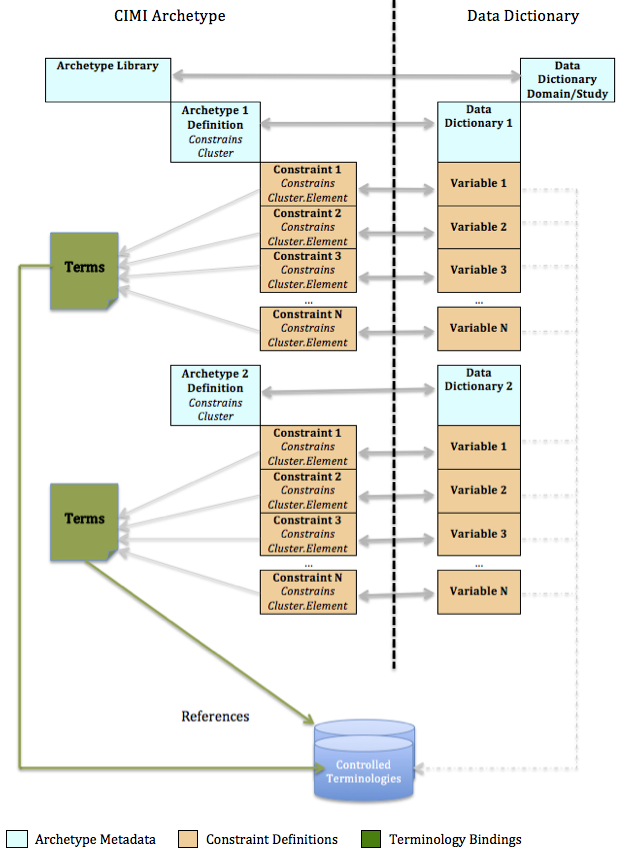 CIMI Archetype
Data Dictionary
Archetype Library
Data
Dictionary
Domain/Study
Archetype 1
Definition
Constrains
Cluster
Data
Dictionary 1
Constraint 1
Constrains
Cluster.Element
Variable 1
Constraint 2
Constrains
Cluster.Element
Variable 2
Constraint 3
Constrains
Cluster.Element
Variable 3
Terms
...
...
Constraint N
Constrains
Cluster.Element
Variable N
Archetype 2
Definition
Constrains
Cluster
Data
Dictionary 2
Constraint 1
Constrains
Cluster.Element
Variable 1
Constraint 2
Constrains
Cluster.Element
Variable 2
Terms
Constraint 3
Constrains
Cluster.Element
Variable 3
...
...
Constraint N
Constrains
Cluster.Element
Variable N
References
Controlled
Terminologies
Archetype Metadata
Constraint Definitions
Terminology Bindings